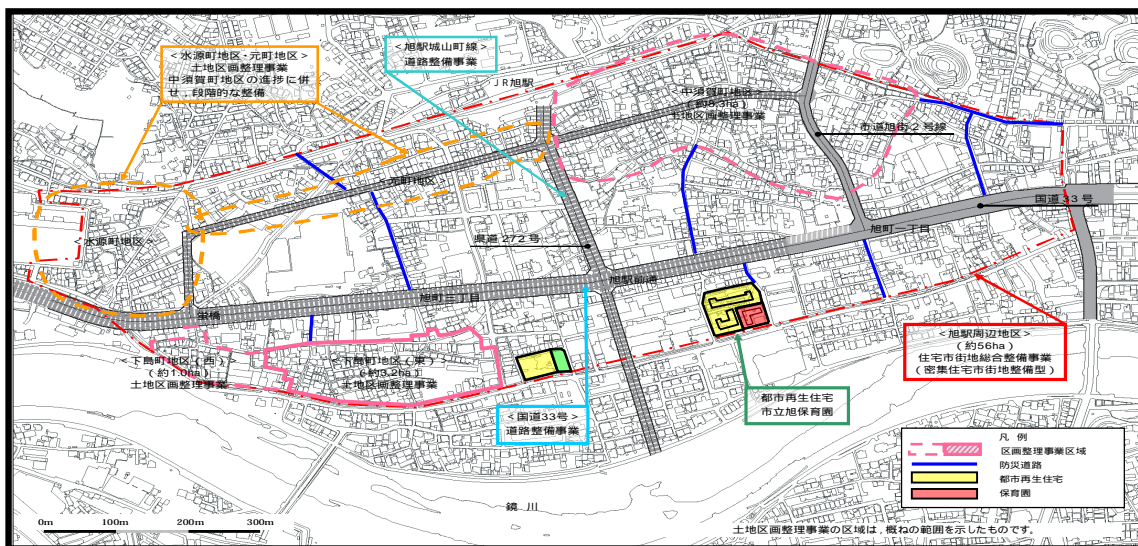 <水源町地区・元町地区>
土地区画整理事業
中須賀町地区の進捗に併
せ，段階的な整備
<旭駅城山町線>
道路整備事業
ＪＲ旭駅
<中須賀町地区>
(約8.3ha)
土地区画整理事業
市道旭街２号線
国道 33 号
<元町地区>
<水源町地区>
県道 272 号
旭町一丁目
旭駅前通
旭町三丁目
<下島町地区（西）>
(約1.0ha)
土地区画整理事業
<下島町地区（東）>
(約3.2ha)
土地区画整理事業
<国道33号>
道路整備事業
都市再生住宅
市立旭保育園
<旭駅周辺地区>
(約56ha)
住宅市街地総合整備事業
(密集住宅市街地整備型)
鏡 川
凡 例
区画整理事業区域
防災道路
都市再生住宅
保育園
0m 100m 200m 300m
土地区画整理事業の区域は，概ねの範囲を示したものです。